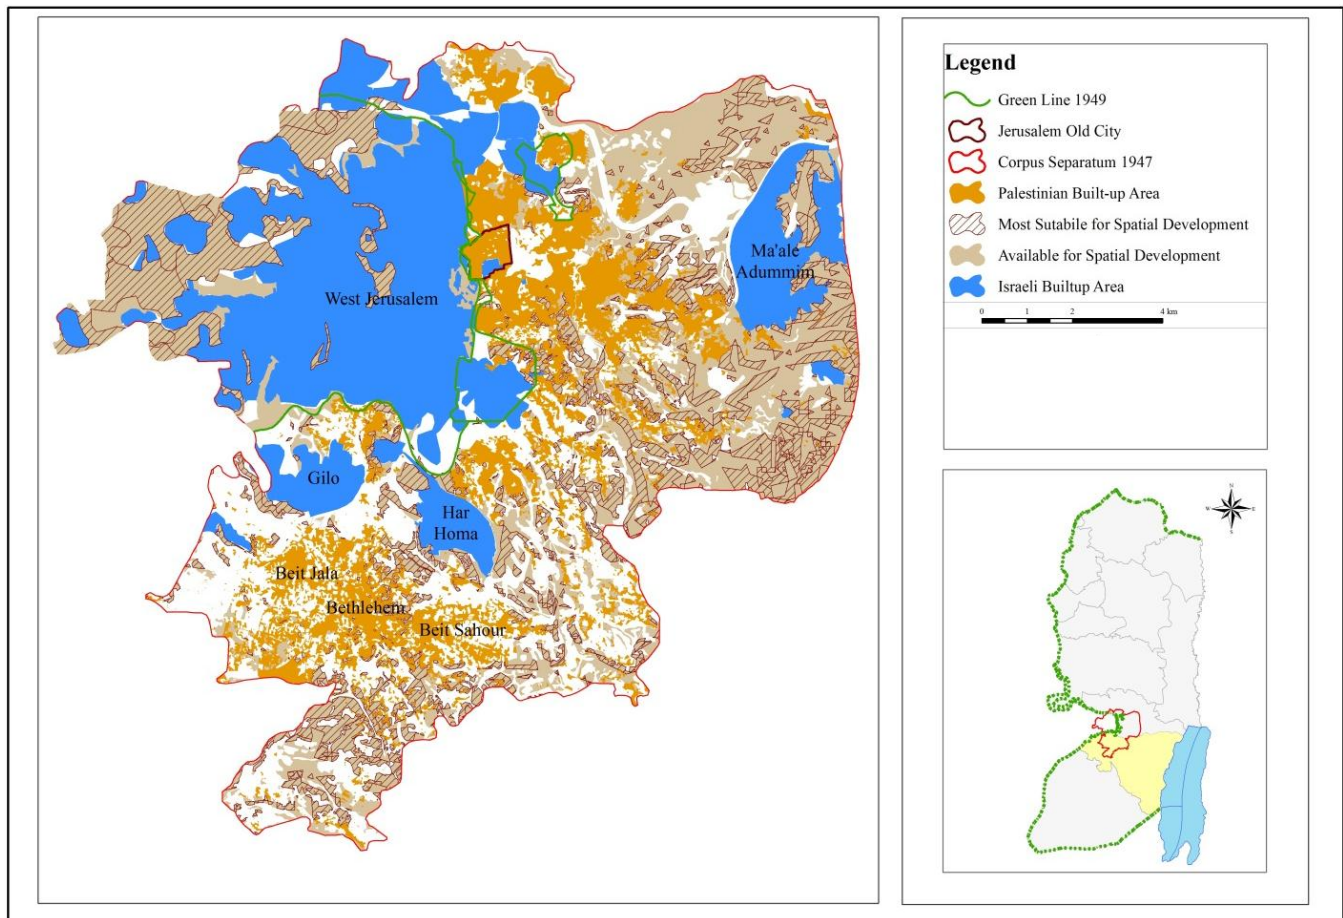 West Jerusalem
Ma'ale
Adummim
Gilo
Har
Homa
Beit Jala
Bethlehem
Beit Sahour
Legend
Green Line 1949
Jerusalem Old City
Corpus Separatum 1947
Palestinian Built-up Area
Most Sutabile for Spatial Development
Available for Spatial Development
Israeli Builtup Area
0 1 2 4 km
N
W E
S